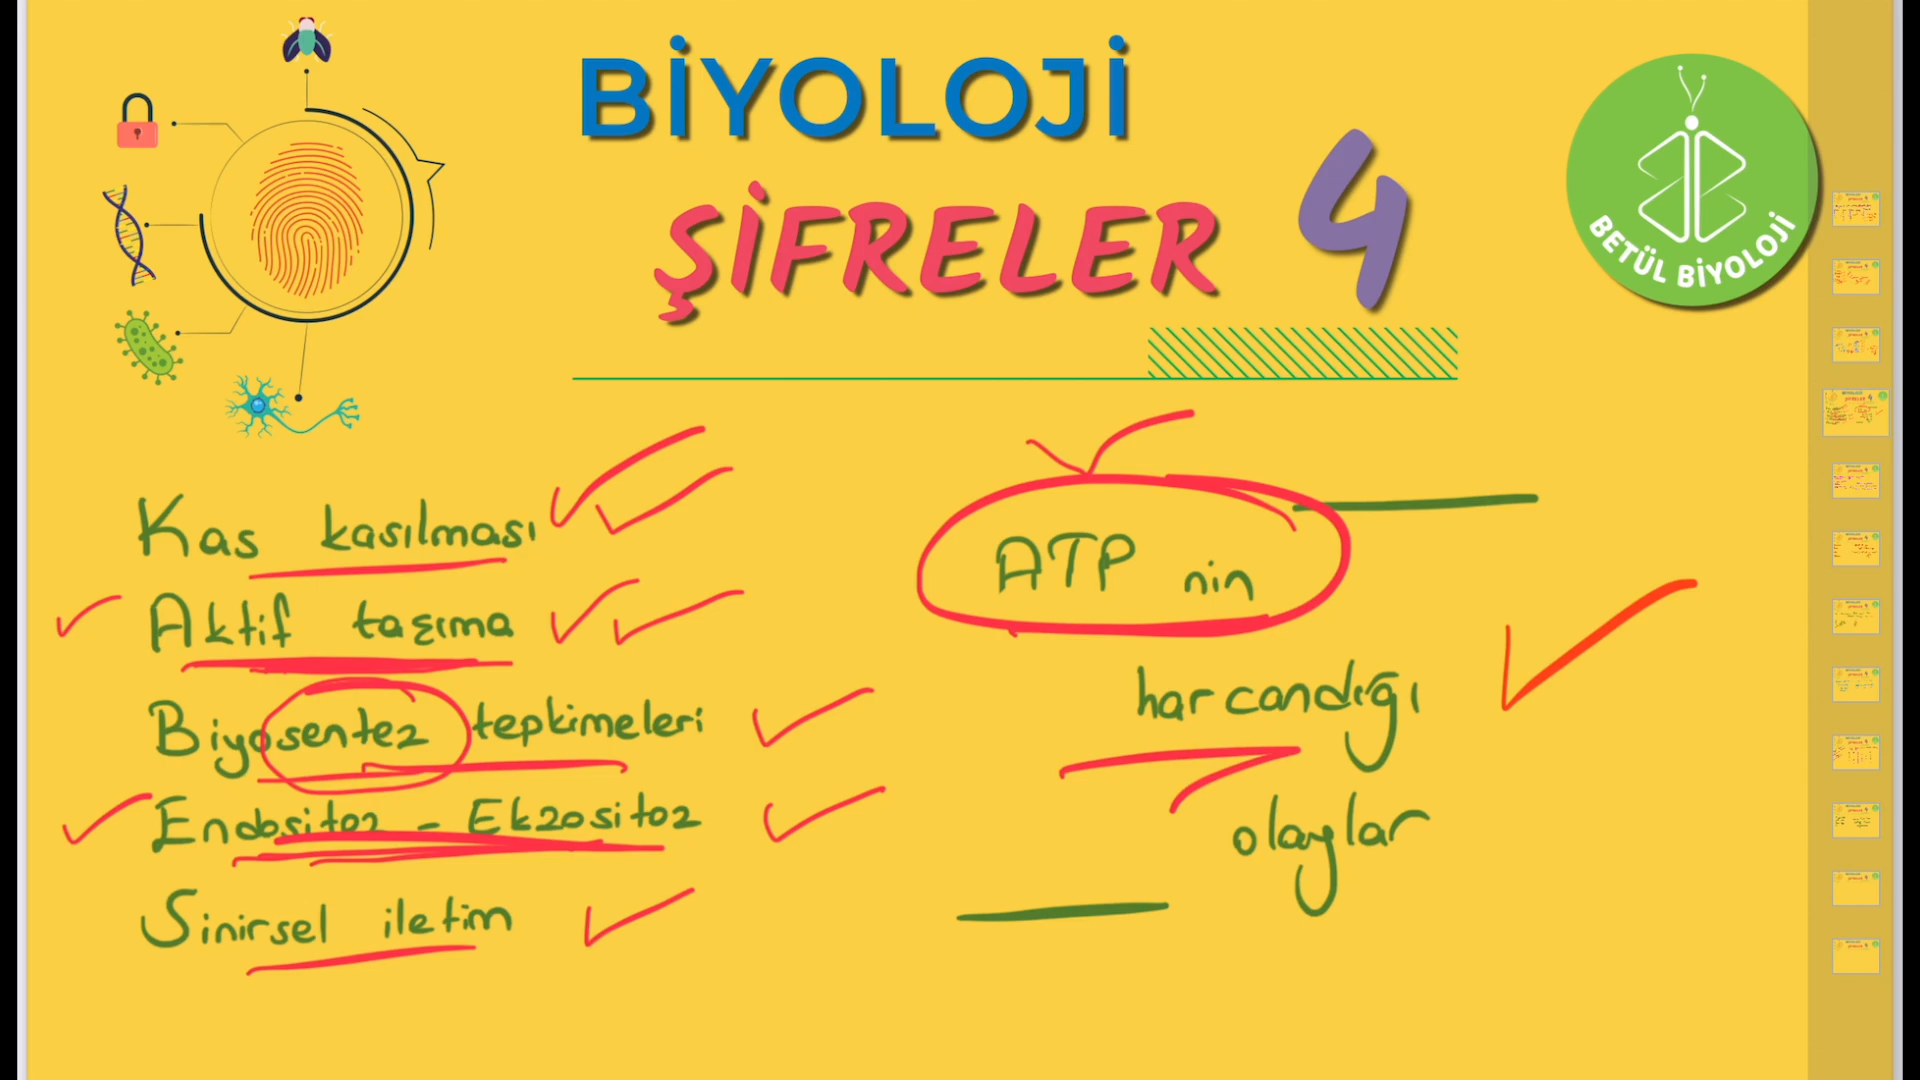 BİYOLOJİ
ŞİFRELER 4
BETÜL BİYOLOJİ
Kas kasılması
Aktif taşıma
Biyosentez tepkimeleri
Endositoz - Ekzositoz
Sinirsel iletim
ATP nin
harcandığı
olaylar